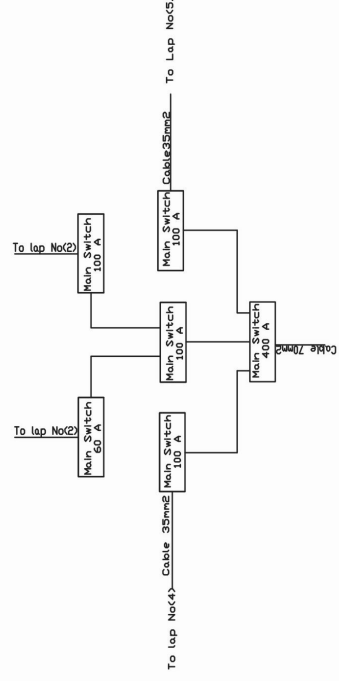 To Lap No(5
Cable35mm2
Main Switch
100 A
To lap No(2)
Main Switch
100 A
Main Switch
100 A
Main Switch
400 A
Cable 70mm2
To lap No(2)
Main Switch
60 A
Main Switch
100 A
Cable 35mm2
To lap No(4)